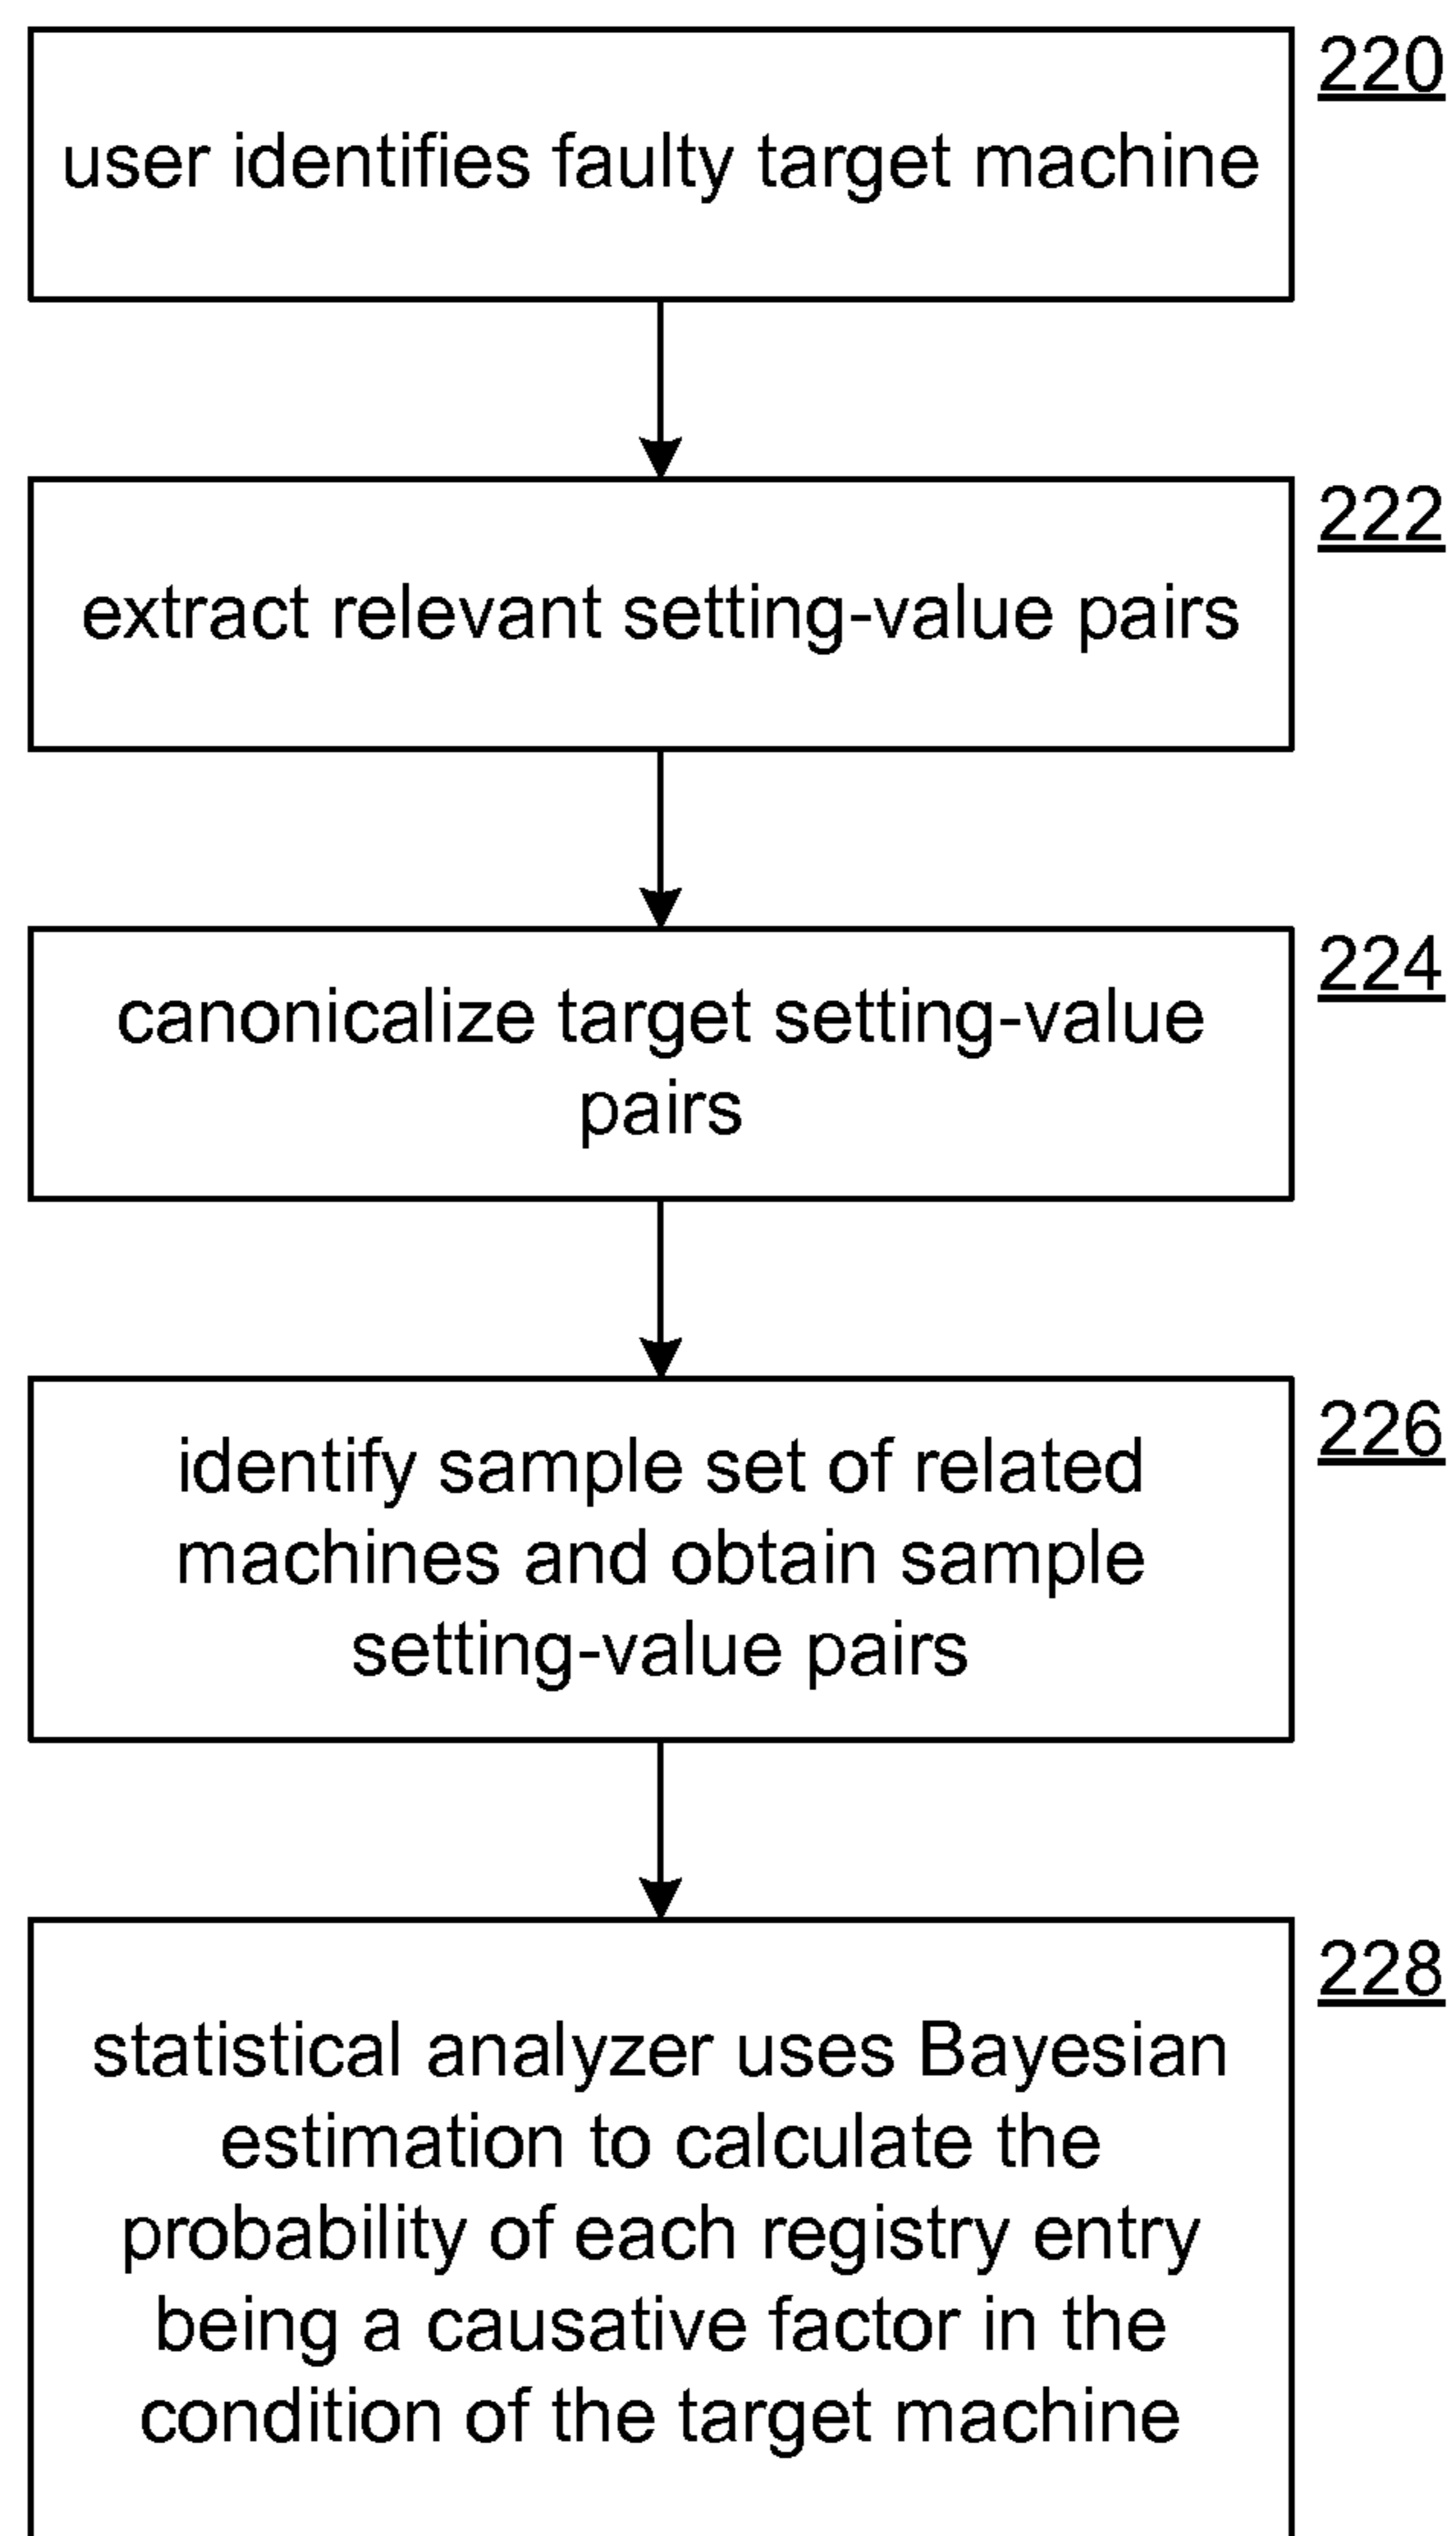 220
user identifies faulty target machine
222
extract relevant setting-value pairs
224
canonicalize target setting-value
pairs
226
identify sample set of related
machines and obtain sample
setting-value pairs
228
statistical analyzer uses Bayesian
estimation to calculate the
probability of each registry entry
being a causative factor in the
condition of the target machine